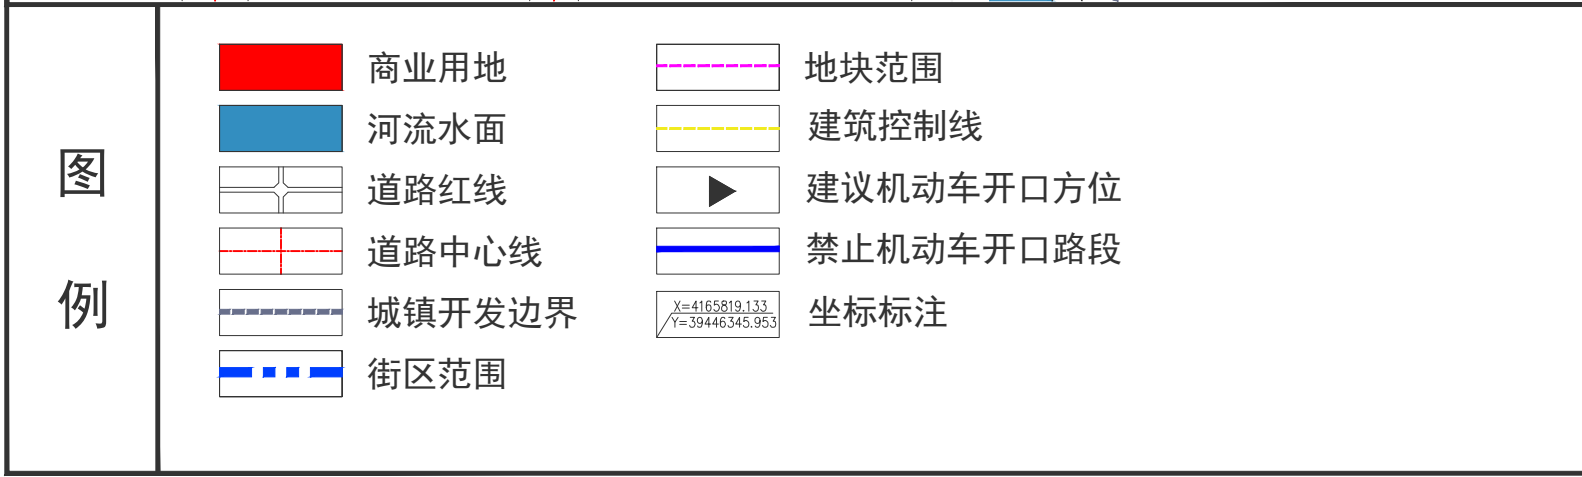 图例
商业用地
河流水面
道路红线
道路中心线
城镇开发边界
街区范围
地块范围
建筑控制线
建议机动车开口方位
禁止机动车开口路段
X=4165819.133
Y=39446345.953
坐标标注